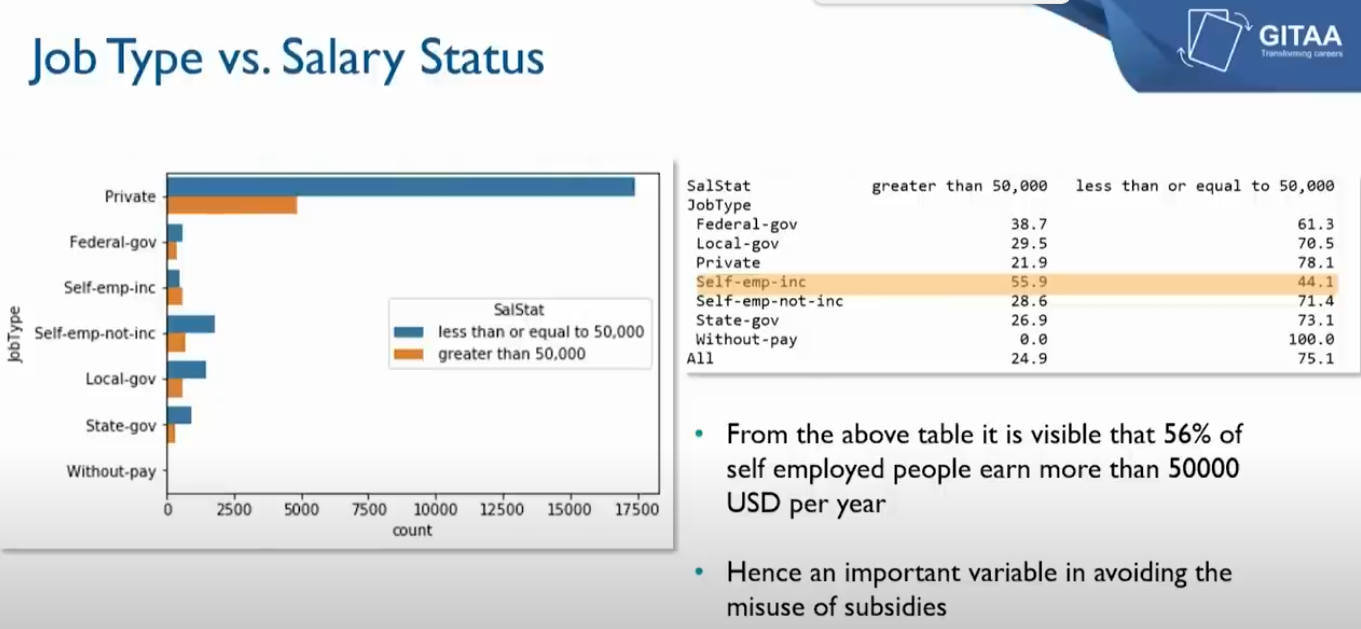 Job Type vs. Salary Status
GITAA
Transforming careers
JobType
Private
Federal-gov
Self-emp-inc
Self-emp-not-inc
Local-gov
State-gov
Without-pay
SalStat
less than or equal to 50,000
greater than 50,000
0 2500 5000 7500 10000 12500 15000 17500
count
SalStat greater than 50,000 less than or equal to 50,000
JobType
Federal-gov 38.7 61.3
Local-gov 29.5 70.5
Private 21.9 78.1
Self-emp-inc 55.9 44.1
Self-emp-not-inc 28.6 71.4
State-gov 26.9 73.1
Without-pay 0.0 100.0
All 24.9 75.1
• From the above table it is visible that 56% of
self employed people earn more than 50000
USD per year
• Hence an important variable in avoiding the
misuse of subsidies